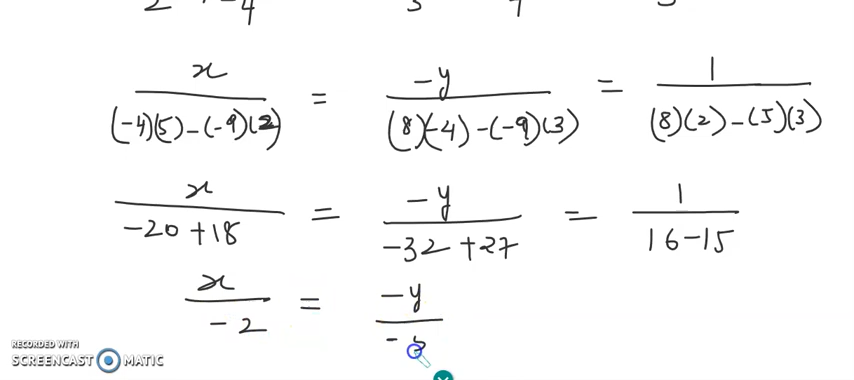 x/((-4)(5)-(-9)(2)) = -y/((8)(-4)-(-9)(3)) = 1/((8)(2)-(5)(3))
x/(-20+18) = -y/(-32+27) = 1/(16-15)
x/(-2) = -y/(-5
RECORDED WITH
SCREENCAST MATIC